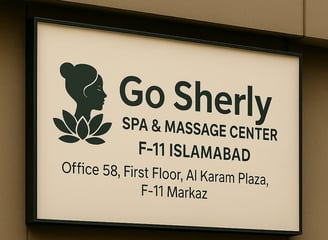 Go Sherly
SPA & MASSAGE CENTER
F-11 ISLAMABAD
Office 58, First Floor, Al Karam Plaza,
F-11 Markaz